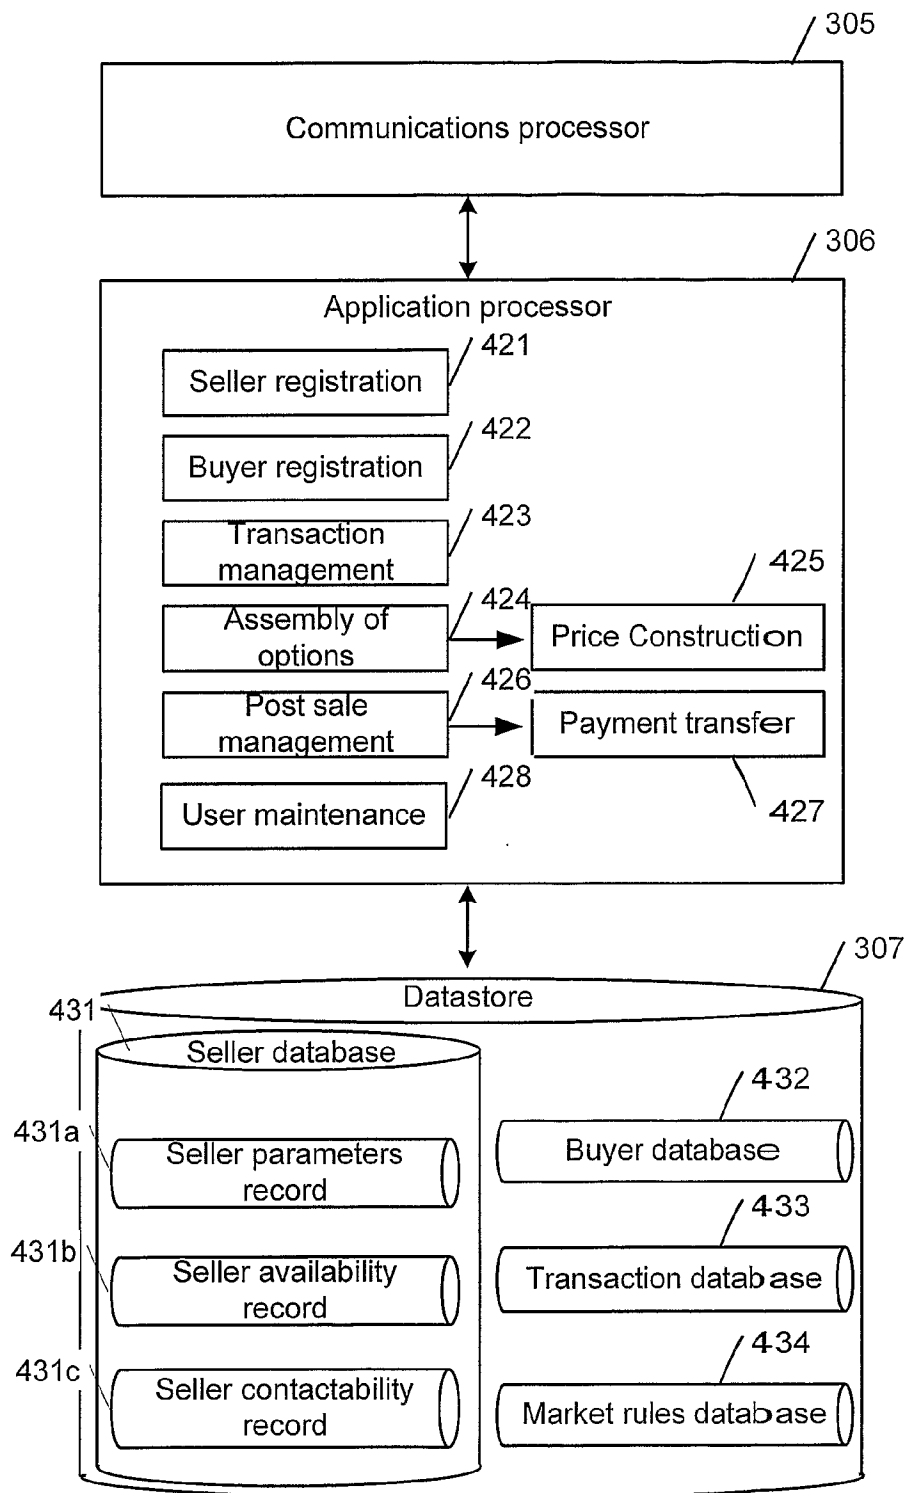 305
Communications processor
306
Application processor
421
Seller registration
422
Buyer registration
423
Transaction
management
424
Assembly of
options
425
Price Construction
426
Post sale
management
Payment transfer
427
428
User maintenance
307
Datastore
431
Seller database
431a
Seller parameters
record
431b
Seller availability
record
431c
Seller contactability
record
432
Buyer database
433
Transaction database
434
Market rules database